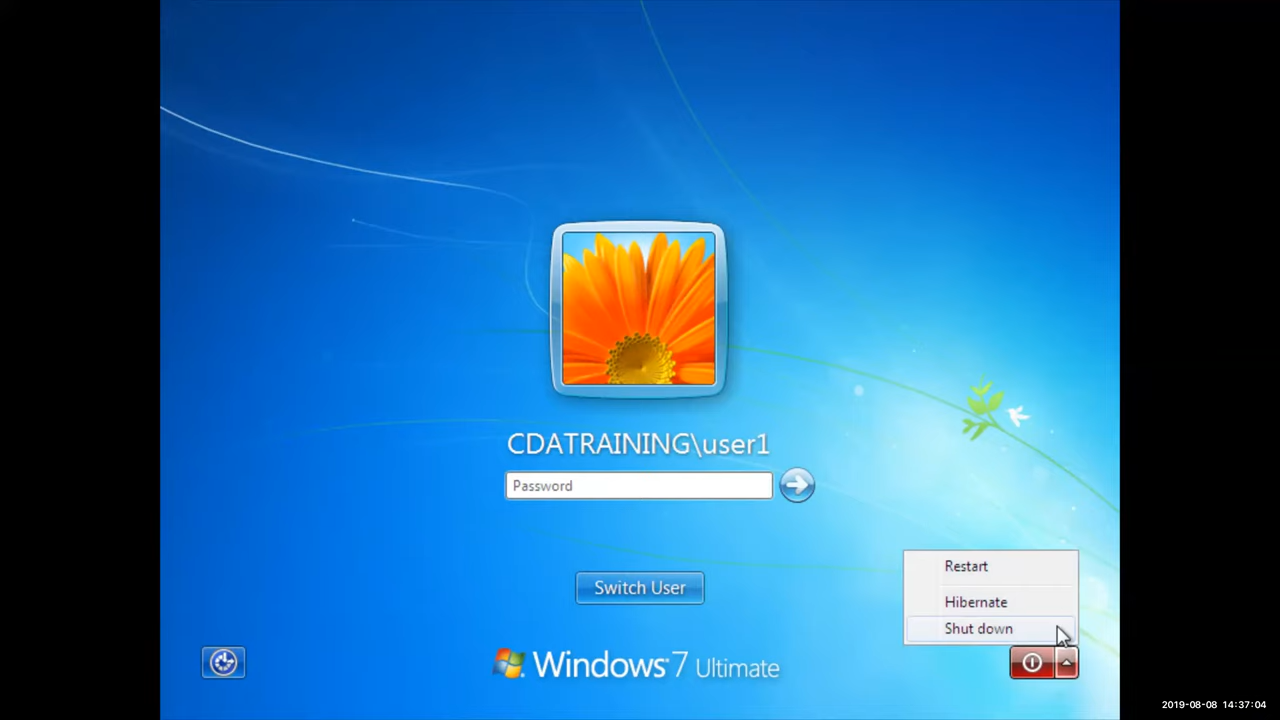 CDATRAINING\user1
Password
Switch User
Restart
Hibernate
Shut down
Windows 7 Ultimate
2019-08-08 14:37:04